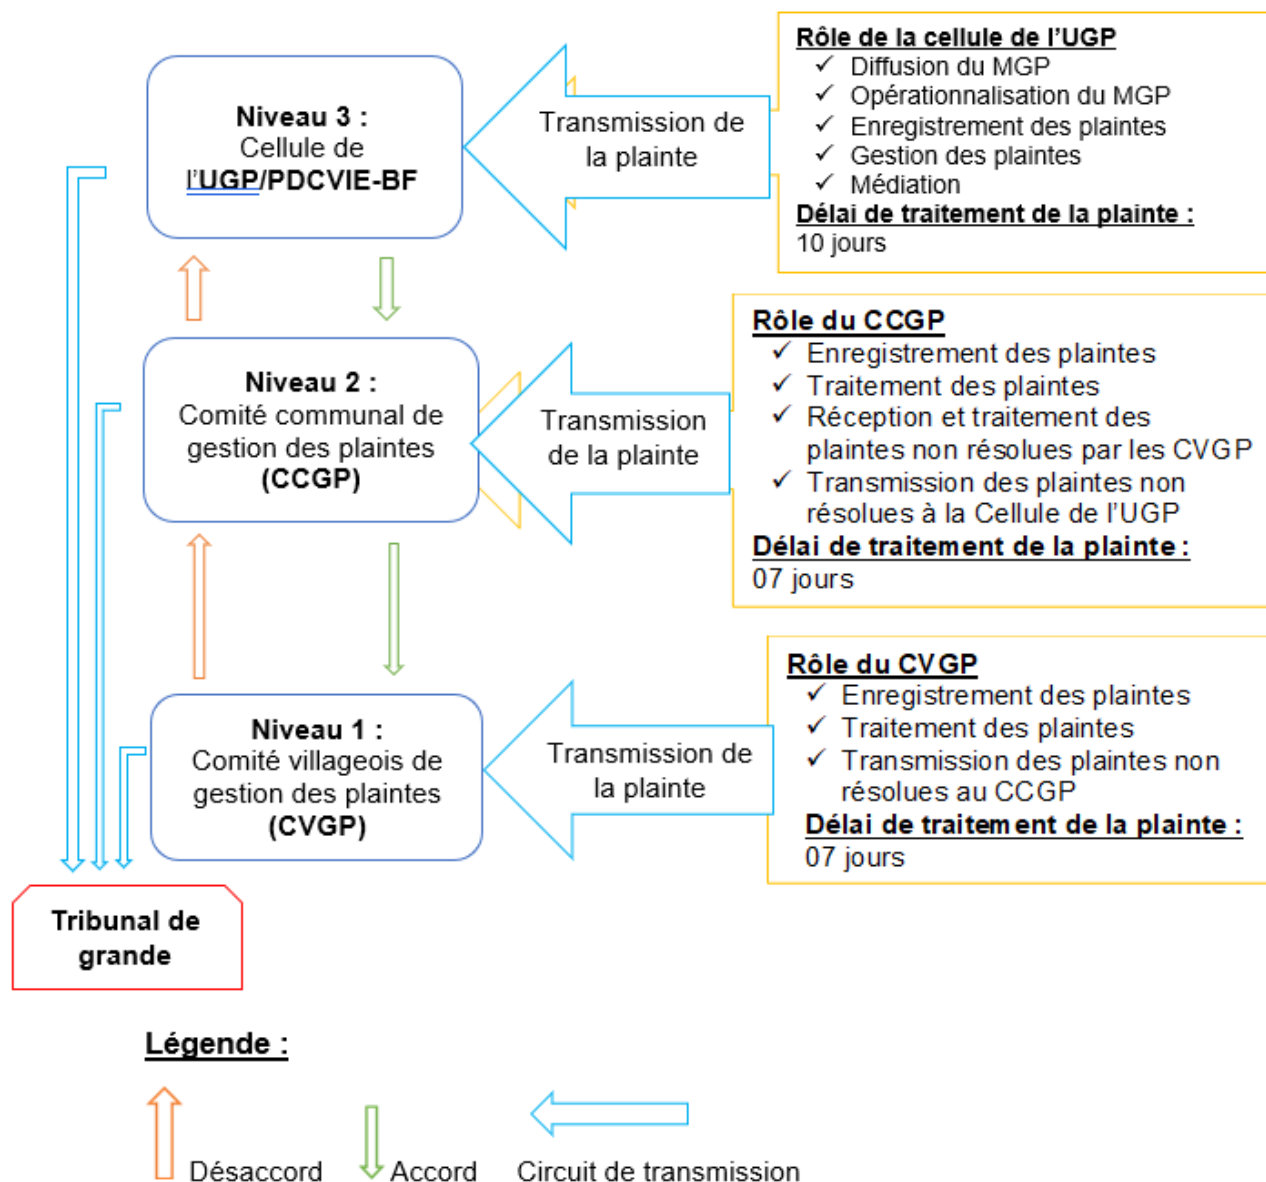 Niveau 3 :
Cellule de
l'UGP/PDCVIE-BF
Transmission de
la plainte
Rôle de la cellule de l'UGP
✓ Diffusion du MGP
✓ Opérationnalisation du MGP
✓ Enregistrement des plaintes
✓ Gestion des plaintes
✓ Médiation
Délai de traitement de la plainte :
10 jours
Niveau 2 :
Comité communal de
gestion des plaintes
(CCGP)
Transmission
de la plainte
Rôle du CCGP
✓ Enregistrement des plaintes
✓ Traitement des plaintes
✓ Réception et traitement des
plaintes non résolues par les CVGP
✓ Transmission des plaintes non
résolues à la Cellule de l'UGP
Délai de traitement de la plainte :
07 jours
Niveau 1 :
Comité villageois de
gestion des plaintes
(CVGP)
Transmission de
la plainte
Rôle du CVGP
✓ Enregistrement des plaintes
✓ Traitement des plaintes
✓ Transmission des plaintes non
résolues au CCGP
Délai de traitement de la plainte :
07 jours
Tribunal de
grande
Légende :
Désaccord
Accord
Circuit de transmission